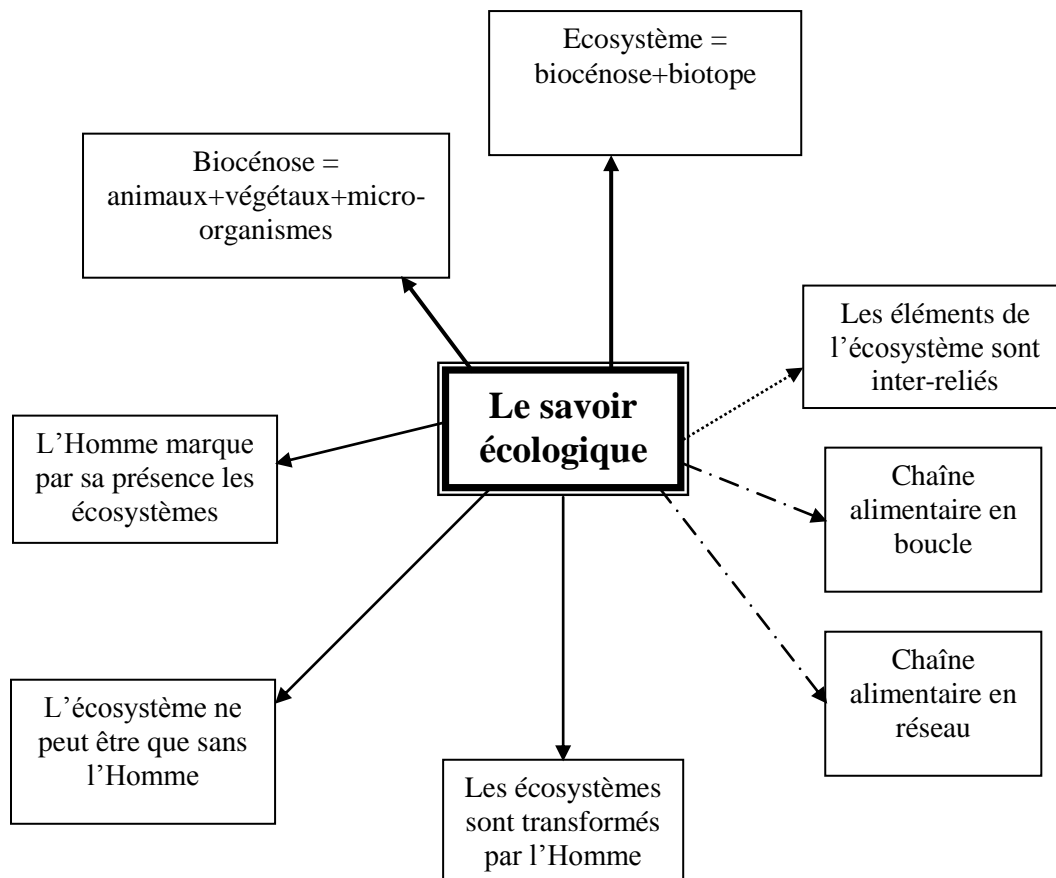 Ecosystème =
biocénose+biotope
Biocénose =
animaux+végétaux+micro-
organismes
Les éléments de
l’écosystème sont
inter-reliés
Le savoir
écologique
L’Homme marque
par sa présence les
écosystèmes
Chaîne
alimentaire en
boucle
Chaîne
alimentaire en
réseau
L’écosystème ne
peut être que sans
l’Homme
Les écosystèmes
sont transformés
par l’Homme